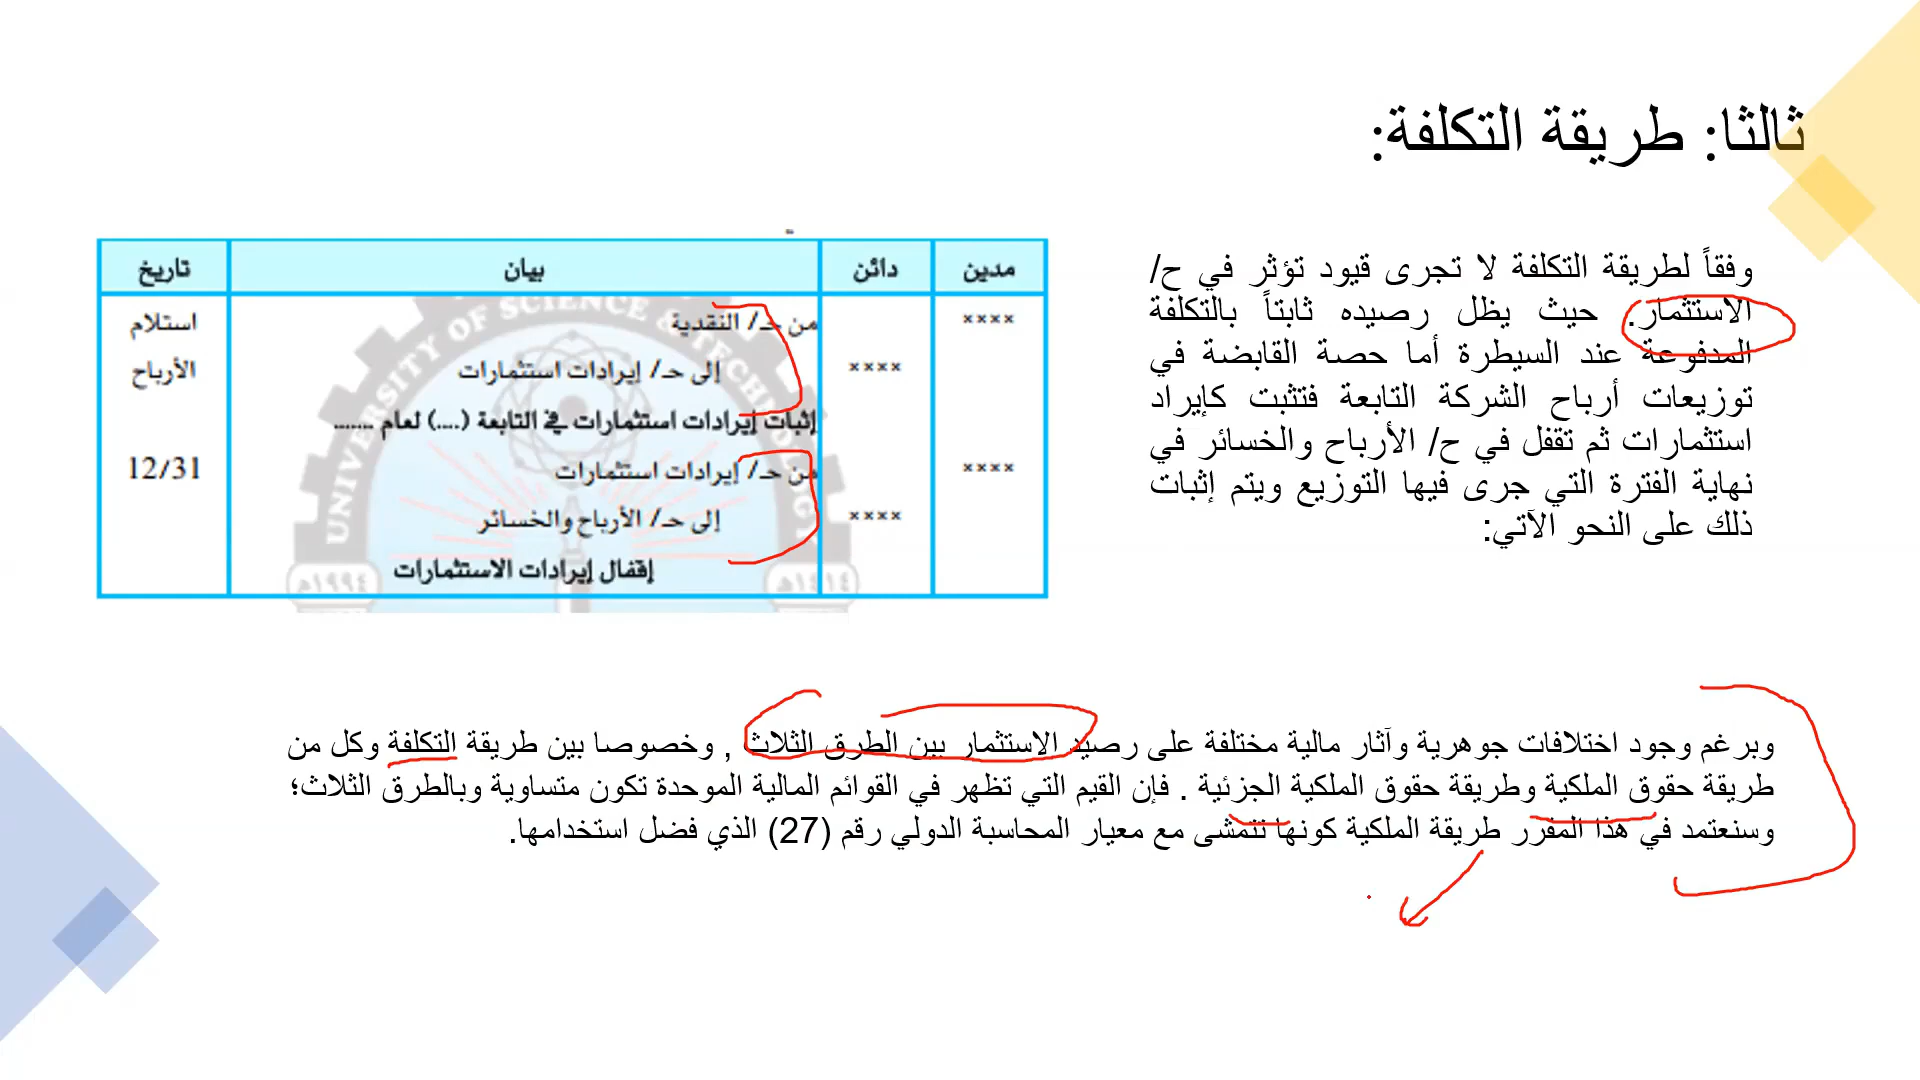 ثالثا: طريقة التكلفة:
وفقاً لطريقة التكلفة لا تجرى قيود تؤثر في ح/
الاستثمار. حيث يظل رصيده ثابتاً بالتكلفة
المدفوعة عند السيطرة أما حصة القابضة في
توزيعات أرباح الشركة التابعة فتثبت كإيراد
استثمارات ثم تقفل في ح/ الأرباح والخسائر في
نهاية الفترة التي جرى فيها التوزيع ويتم إثبات
ذلك على النحو الآتي:
مدين دائن بيان تاريخ
×××× من حـ/ النقدية استلام
×××× إلى حـ/ إيرادات استثمارات الأرباح
إثبات إيرادات استثمارات في التابعة (....) لعام .......
×××× من حـ/ إيرادات استثمارات 12/31
×××× إلى حـ/ الأرباح والخسائر
إقفال إيرادات الاستثمارات
UNIVERSITY OF SCIENCE & TECHNOLOGY
١٩٩٤م ١٤١٤هـ
وبرغم وجود اختلافات جوهرية وآثار مالية مختلفة على رصيد الاستثمار بين الطرق الثلاث , وخصوصا بين طريقة التكلفة وكل من
طريقة حقوق الملكية وطريقة حقوق الملكية الجزئية . فإن القيم التي تظهر في القوائم المالية الموحدة تكون متساوية وبالطرق الثلاث؛
وسنعتمد في هذا المقرر طريقة الملكية كونها تتمشى مع معيار المحاسبة الدولي رقم (27) الذي فضل استخدامها.